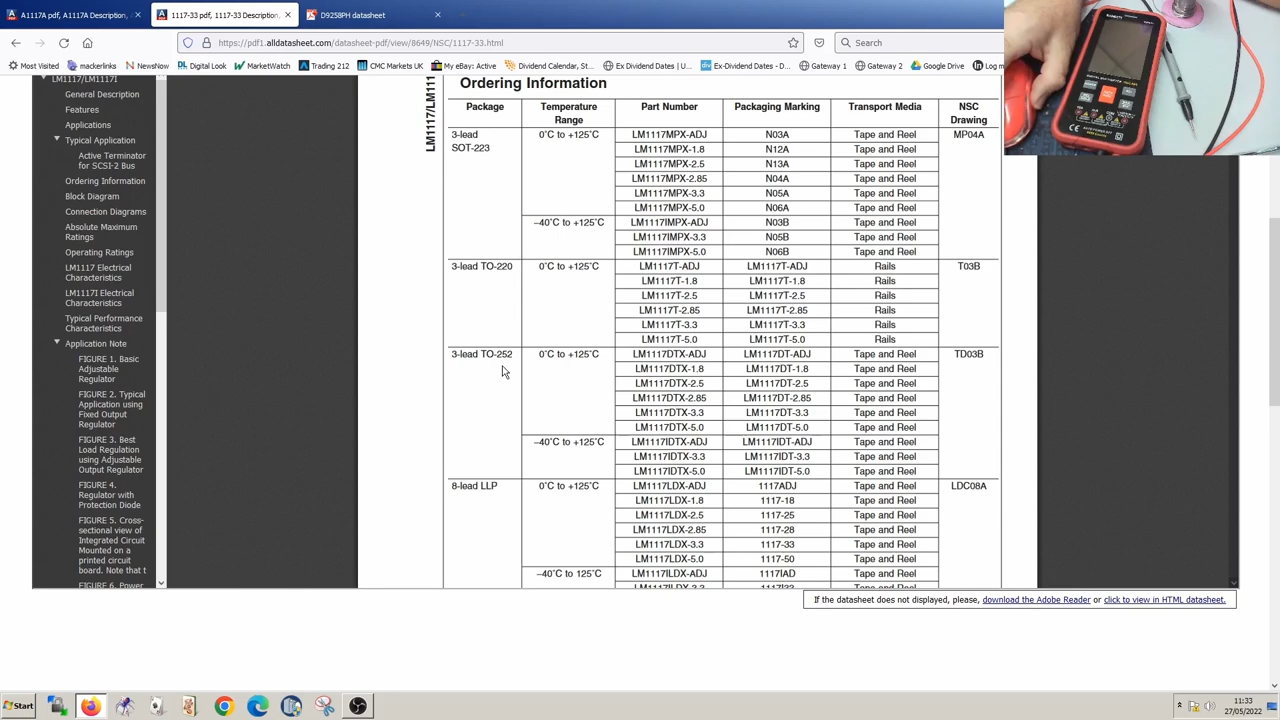 A1117A pdf, A1117A Description,
1117-33 pdf, 1117-33 Description,
D9258PH datasheet
https://pdf1.alldatasheet.com/datasheet-pdf/view/8649/NSC/1117-33.html
Search
Most Visited
mackerlinks
NewsNow
Digital Look
MarketWatch
Trading 212
CMC Markets UK
My eBay: Active
Dividend Calendar, S...
Ex Dividend Dates : U...
Ex-Dividend Dates - D...
Gateway 1
Gateway 2
Google Drive
Log
LM1117/LM1117I
General Description
Features
Applications
Typical Application
Active Terminator
for SCSI-2 Bus
Ordering Information
Block Diagram
Connection Diagrams
Absolute Maximum
Ratings
Operating Ratings
LM1117 Electrical
Characteristics
LM1117I Electrical
Characteristics
Typical Performance
Characteristics
Application Note
FIGURE 1. Basic
Adjustable
Regulator
FIGURE 2. Typical
Application using
Fixed Output
Regulator
FIGURE 3. Best
Load Regulation
using Adjustable
Output Regulator
FIGURE 4.
Regulator with
Protection Diode
FIGURE 5. Cross-
sectional view of
Integrated Circuit
Mounted on a
printed circuit
board. Note that t
FIGURE 6. Power
LM1117/LM11
Ordering Information
Package Temperature Range Part Number Packaging Marking Transport Media NSC Drawing
3-lead SOT-223 0°C to +125°C LM1117MPX-ADJ N03A Tape and Reel MP04A
LM1117MPX-1.8 N12A Tape and Reel
LM1117MPX-2.5 N13A Tape and Reel
LM1117MPX-2.85 N04A Tape and Reel
LM1117MPX-3.3 N05A Tape and Reel
LM1117MPX-5.0 N06A Tape and Reel
−40°C to +125°C LM1117IMPX-ADJ N03B Tape and Reel
LM1117IMPX-3.3 N05B Tape and Reel
LM1117IMPX-5.0 N06B Tape and Reel
3-lead TO-220 0°C to +125°C LM1117T-ADJ LM1117T-ADJ Rails T03B
LM1117T-1.8 LM1117T-1.8 Rails
LM1117T-2.5 LM1117T-2.5 Rails
LM1117T-2.85 LM1117T-2.85 Rails
LM1117T-3.3 LM1117T-3.3 Rails
LM1117T-5.0 LM1117T-5.0 Rails
3-lead TO-252 0°C to +125°C LM1117DTX-ADJ LM1117DT-ADJ Tape and Reel TD03B
LM1117DTX-1.8 LM1117DT-1.8 Tape and Reel
LM1117DTX-2.5 LM1117DT-2.5 Tape and Reel
LM1117DTX-2.85 LM1117DT-2.85 Tape and Reel
LM1117DTX-3.3 LM1117DT-3.3 Tape and Reel
LM1117DTX-5.0 LM1117DT-5.0 Tape and Reel
−40°C to +125°C LM1117IDTX-ADJ LM1117IDT-ADJ Tape and Reel
LM1117IDTX-3.3 LM1117IDT-3.3 Tape and Reel
LM1117IDTX-5.0 LM1117IDT-5.0 Tape and Reel
8-lead LLP 0°C to +125°C LM1117LDX-ADJ 1117ADJ Tape and Reel LDC08A
LM1117LDX-1.8 1117-18 Tape and Reel
LM1117LDX-2.5 1117-25 Tape and Reel
LM1117LDX-2.85 1117-28 Tape and Reel
LM1117LDX-3.3 1117-33 Tape and Reel
LM1117LDX-5.0 1117-50 Tape and Reel
−40°C to 125°C LM1117ILDX-ADJ 1117IAD Tape and Reel
LM1117ILDX-3.3 1117I33 Tape and Reel
If the datasheet does not displayed, please, download the Adobe Reader or click to view in HTML datasheet.
Start
11:33
27/05/2022